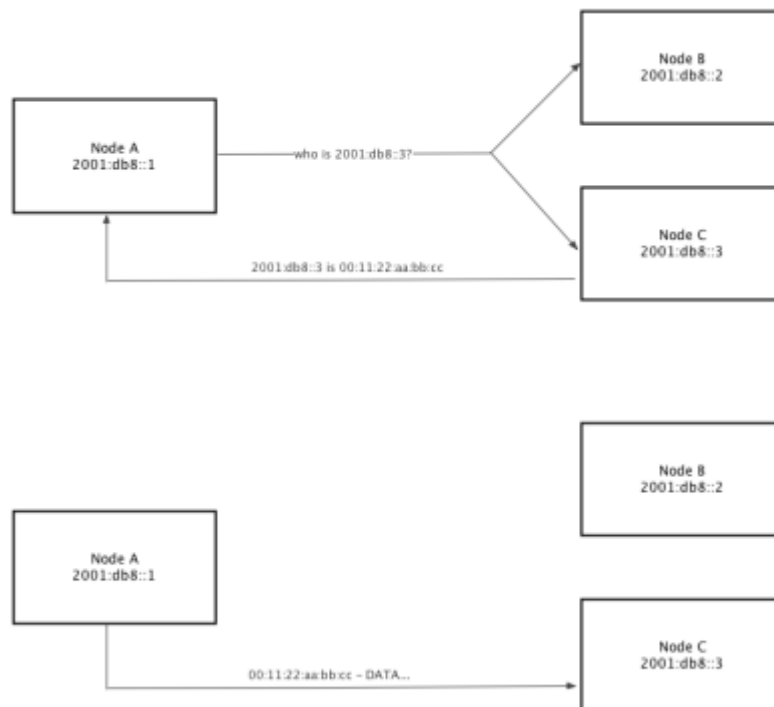 Node B
2001:db8::2
Node A
2001:db8::1
who is 2001:db8::3?
Node C
2001:db8::3
2001:db8::3 is 00:11:22:aa:bb:cc
Node B
2001:db8::2
Node A
2001:db8::1
Node C
2001:db8::3
00:11:22:aa:bb:cc - DATA...